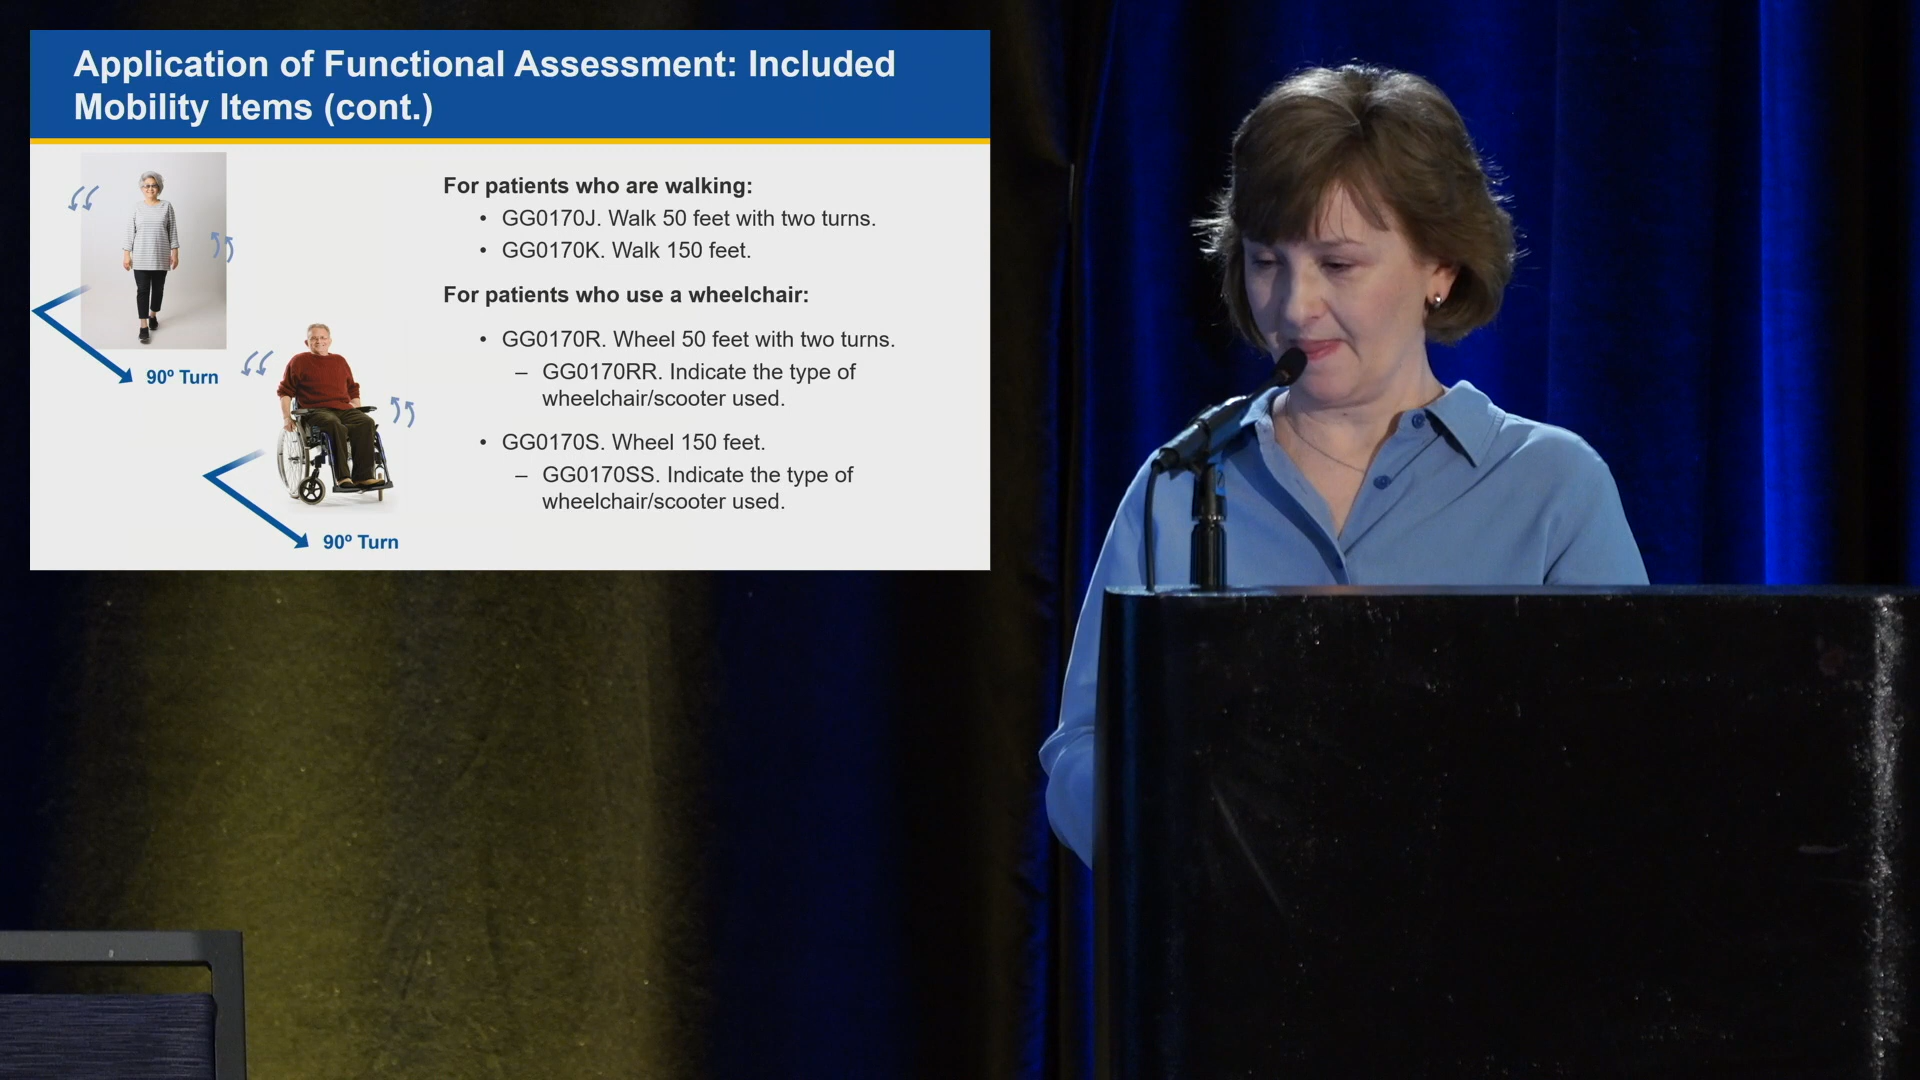 Application of Functional Assessment: Included
Mobility Items (cont.)
For patients who are walking:
• GG0170J. Walk 50 feet with two turns.
• GG0170K. Walk 150 feet.
For patients who use a wheelchair:
• GG0170R. Wheel 50 feet with two turns.
– GG0170RR. Indicate the type of
wheelchair/scooter used.
• GG0170S. Wheel 150 feet.
– GG0170SS. Indicate the type of
wheelchair/scooter used.
90º Turn
90º Turn